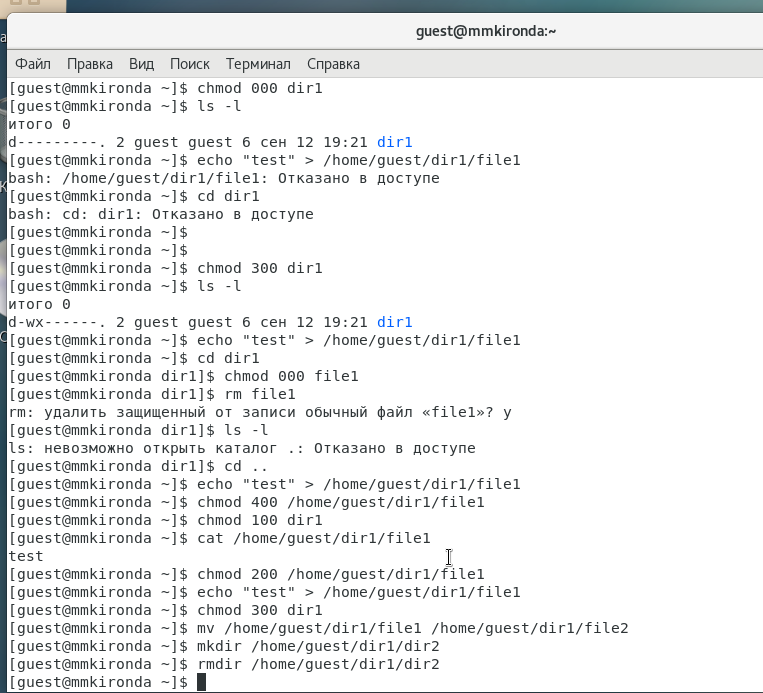 guest@mmkironda:~
Файл Правка Вид Поиск Терминал Справка
[guest@mmkironda ~]$ chmod 000 dir1
[guest@mmkironda ~]$ ls -l
итого 0
d---------. 2 guest guest 6 сен 12 19:21 dir1
[guest@mmkironda ~]$ echo "test" > /home/guest/dir1/file1
bash: /home/guest/dir1/file1: Отказано в доступе
[guest@mmkironda ~]$ cd dir1
bash: cd: dir1: Отказано в доступе
[guest@mmkironda ~]$
[guest@mmkironda ~]$
[guest@mmkironda ~]$ chmod 300 dir1
[guest@mmkironda ~]$ ls -l
итого 0
d-wx------. 2 guest guest 6 сен 12 19:21 dir1
[guest@mmkironda ~]$ echo "test" > /home/guest/dir1/file1
[guest@mmkironda ~]$ cd dir1
[guest@mmkironda dir1]$ chmod 000 file1
[guest@mmkironda dir1]$ rm file1
rm: удалить защищенный от записи обычный файл «file1»? y
[guest@mmkironda dir1]$ ls -l
ls: невозможно открыть каталог .: Отказано в доступе
[guest@mmkironda dir1]$ cd ..
[guest@mmkironda ~]$ echo "test" > /home/guest/dir1/file1
[guest@mmkironda ~]$ chmod 400 /home/guest/dir1/file1
[guest@mmkironda ~]$ chmod 100 dir1
[guest@mmkironda ~]$ cat /home/guest/dir1/file1
test
[guest@mmkironda ~]$ chmod 200 /home/guest/dir1/file1
[guest@mmkironda ~]$ echo "test" > /home/guest/dir1/file1
[guest@mmkironda ~]$ chmod 300 dir1
[guest@mmkironda ~]$ mv /home/guest/dir1/file1 /home/guest/dir1/file2
[guest@mmkironda ~]$ mkdir /home/guest/dir1/dir2
[guest@mmkironda ~]$ rmdir /home/guest/dir1/dir2
[guest@mmkironda ~]$